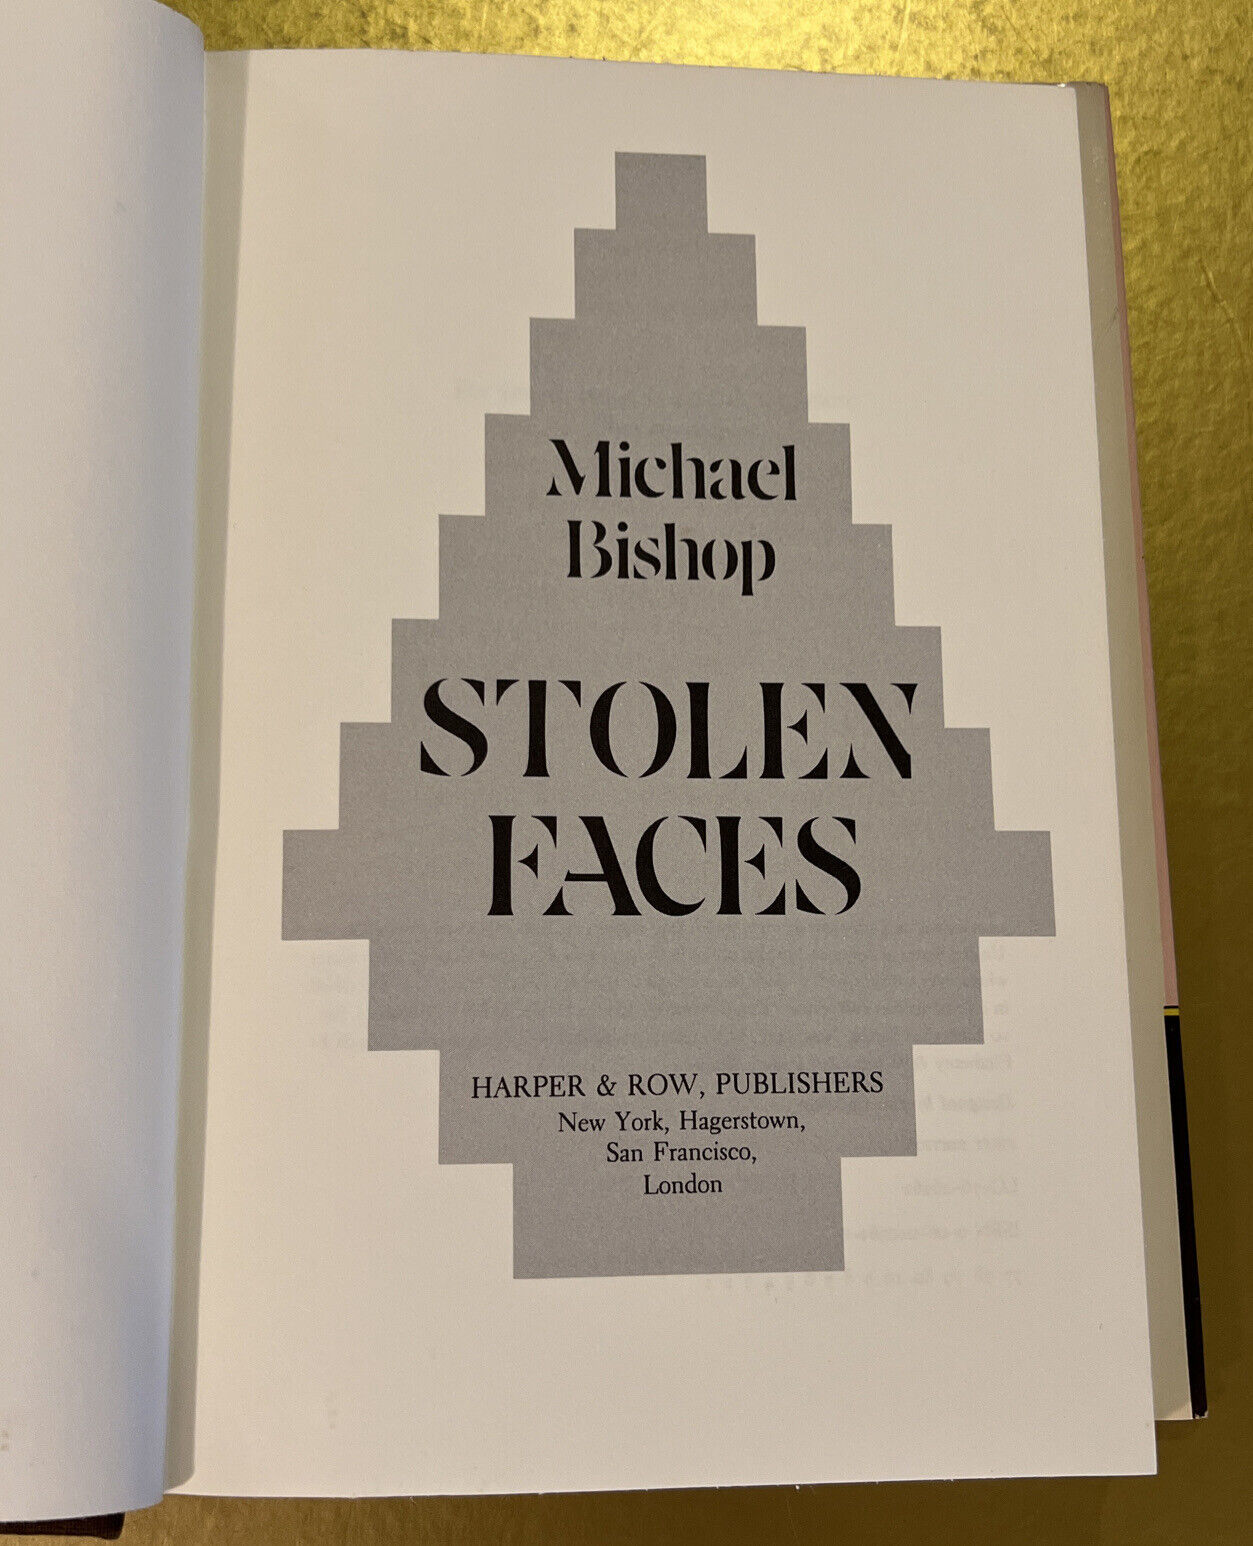 Michael
Bishop
STOLEN
FACES
HARPER & ROW, PUBLISHERS
New York, Hagerstown,
San Francisco,
London